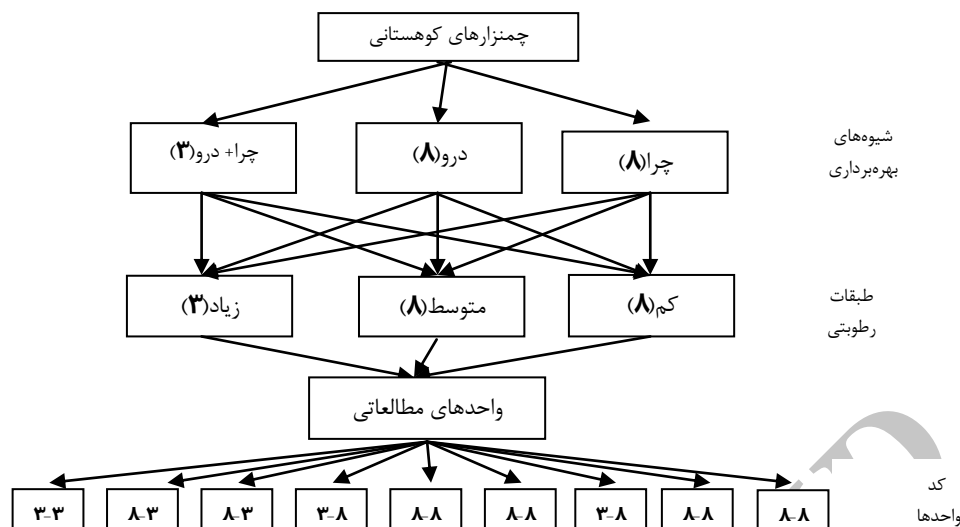 چمنزارهای کوهستانی
شیوه‌های
بهره‌برداری
چرا(۸)
درو(۸)
چرا+ درو(۳)
طبقات
رطوبتی
کم(۸)
متوسط(۸)
زیاد(۳)
واحدهای مطالعاتی
کد
واحدها
۸-۸
۸-۸
۳-۸
۸-۸
۸-۸
۳-۸
۸-۳
۸-۳
۳-۳